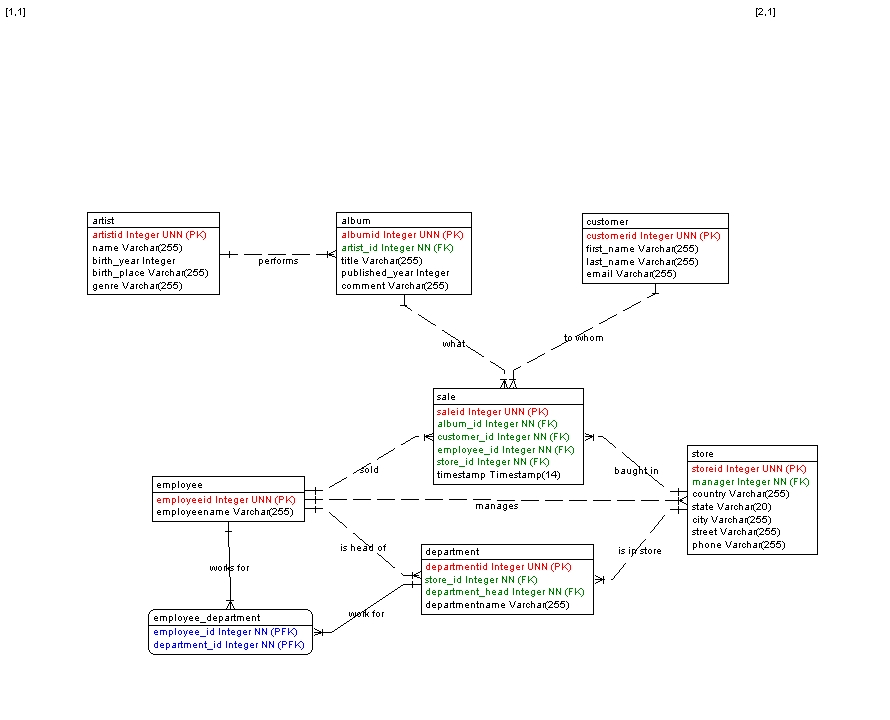 [1,1]
[2,1]
artist
artistid Integer UNN (PK)
name Varchar(255)
birth_year Integer
birth_place Varchar(255)
genre Varchar(255)
performs
album
albumid Integer UNN (PK)
artist_id Integer NN (FK)
title Varchar(255)
published_year Integer
comment Varchar(255)
customer
customerid Integer UNN (PK)
first_name Varchar(255)
last_name Varchar(255)
email Varchar(255)
what
to whom
sale
saleid Integer UNN (PK)
album_id Integer NN (FK)
customer_id Integer NN (FK)
employee_id Integer NN (FK)
store_id Integer NN (FK)
timestamp Timestamp(14)
sold
baught in
store
storeid Integer UNN (PK)
manager Integer NN (FK)
country Varchar(255)
state Varchar(20)
city Varchar(255)
street Varchar(255)
phone Varchar(255)
employee
employeeid Integer UNN (PK)
employeename Varchar(255)
manages
is head of
is in store
department
departmentid Integer UNN (PK)
store_id Integer NN (FK)
department_head Integer NN (FK)
departmentname Varchar(255)
works for
work for
employee_department
employee_id Integer NN (PFK)
department_id Integer NN (PFK)